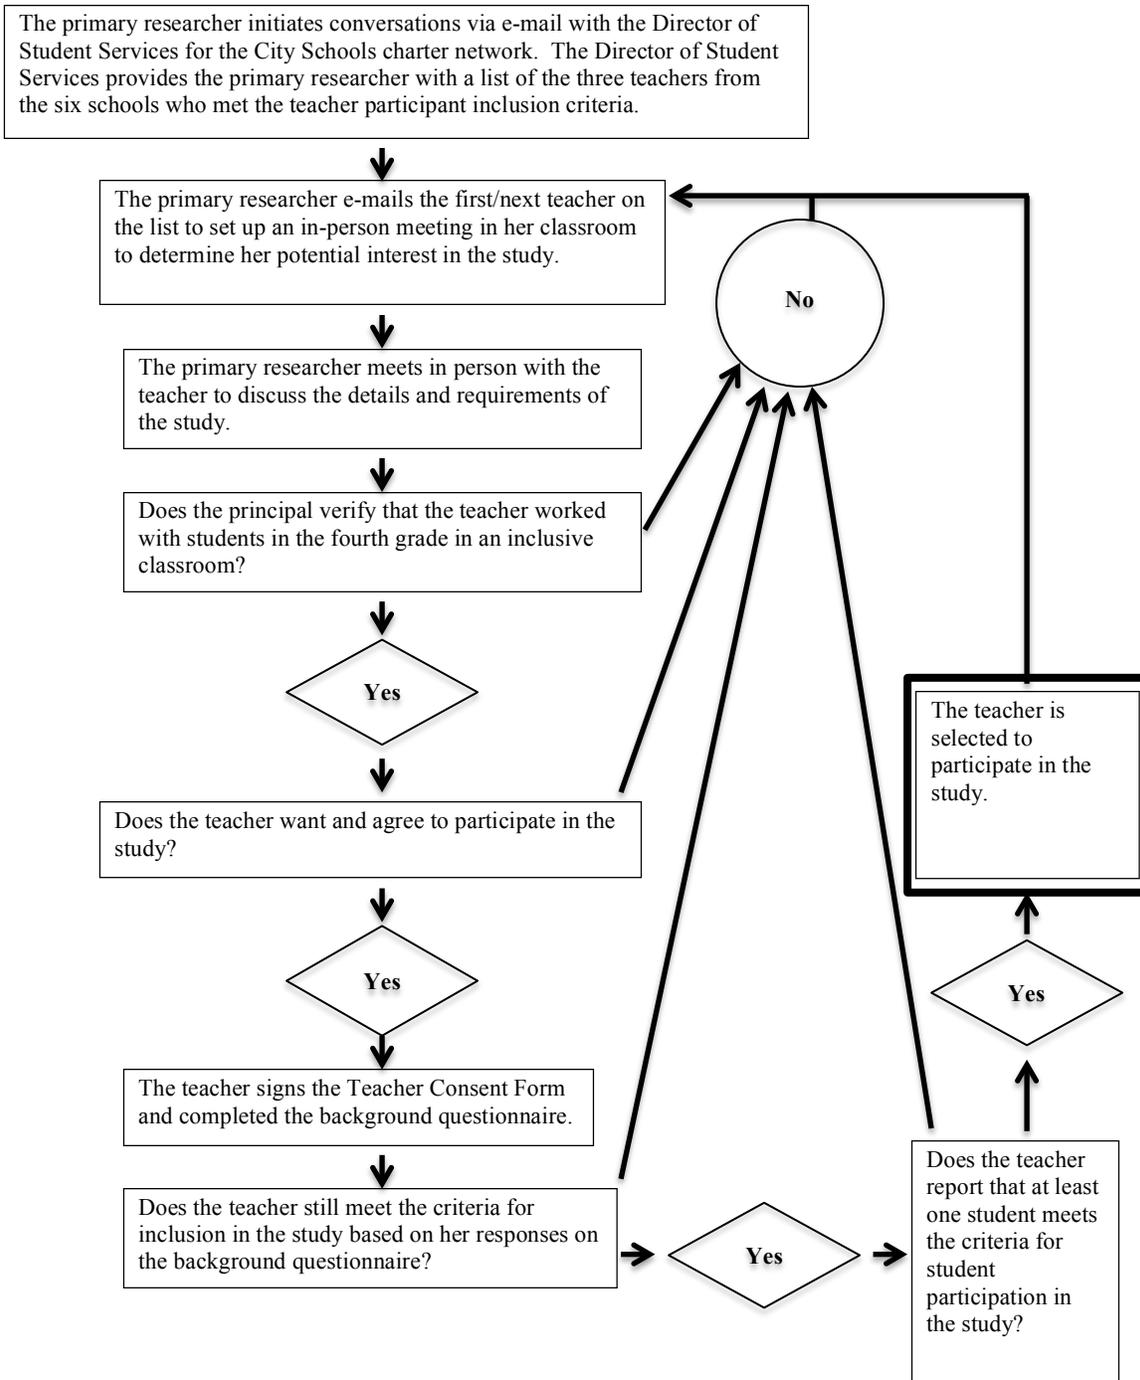 The primary researcher initiates conversations via e-mail with the Director of
Student Services for the City Schools charter network.  The Director of Student
Services provides the primary researcher with a list of the three teachers from
the six schools who met the teacher participant inclusion criteria.
The primary researcher e-mails the first/next teacher on
the list to set up an in-person meeting in her classroom
to determine her potential interest in the study.
No
The primary researcher meets in person with the
teacher to discuss the details and requirements of
the study.
Does the principal verify that the teacher worked
with students in the fourth grade in an inclusive
classroom?
Yes
Does the teacher want and agree to participate in the
study?
Yes
The teacher signs the Teacher Consent Form
and completed the background questionnaire.
Does the teacher still meet the criteria for
inclusion in the study based on her responses on
the background questionnaire?
Yes
Does the teacher
report that at least
one student meets
the criteria for
student
participation in
the study?
Yes
The teacher is
selected to
participate in the
study.